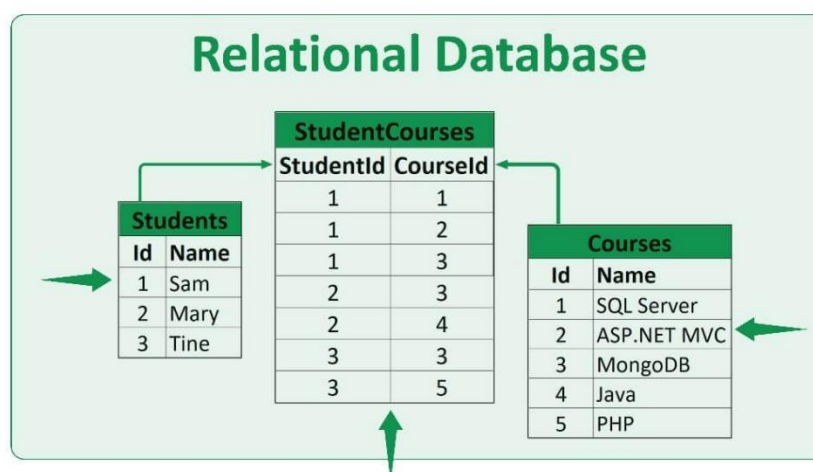 Relational Database
StudentCourses
StudentId CourseId
1 1
1 2
1 3
2 3
2 4
3 3
3 5
Students
Id Name
1 Sam
2 Mary
3 Tine
Courses
Id Name
1 SQL Server
2 ASP.NET MVC
3 MongoDB
4 Java
5 PHP